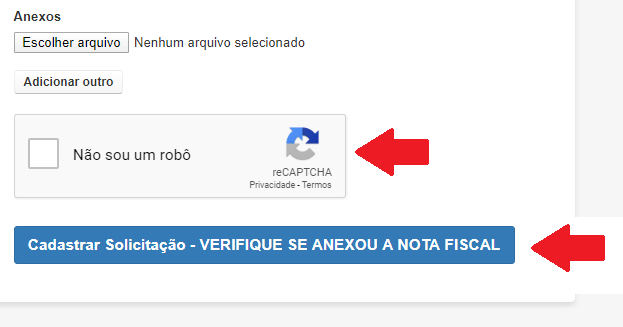 Anexos
Escolher arquivo Nenhum arquivo selecionado
Adicionar outro
Não sou um robô
reCAPTCHA
Privacidade - Termos
Cadastrar Solicitação - VERIFIQUE SE ANEXOU A NOTA FISCAL